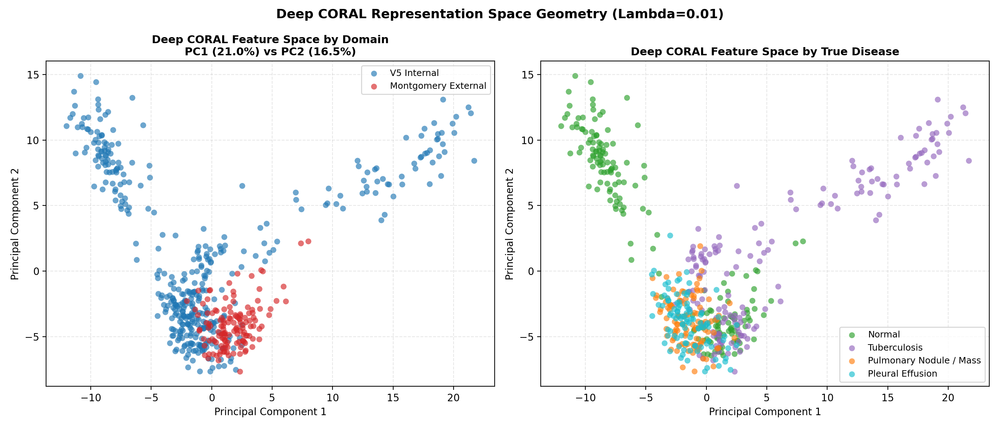 Deep CORAL Representation Space Geometry (Lambda=0.01)
Deep CORAL Feature Space by Domain
PC1 (21.0%) vs PC2 (16.5%)
V5 Internal
Montgomery External
15
10
5
0
−5
Principal Component 2
−10
−5
0
5
10
15
20
Principal Component 1
Deep CORAL Feature Space by True Disease
15
10
5
0
−5
Principal Component 2
Normal
Tuberculosis
Pulmonary Nodule / Mass
Pleural Effusion
−10
−5
0
5
10
15
20
Principal Component 1